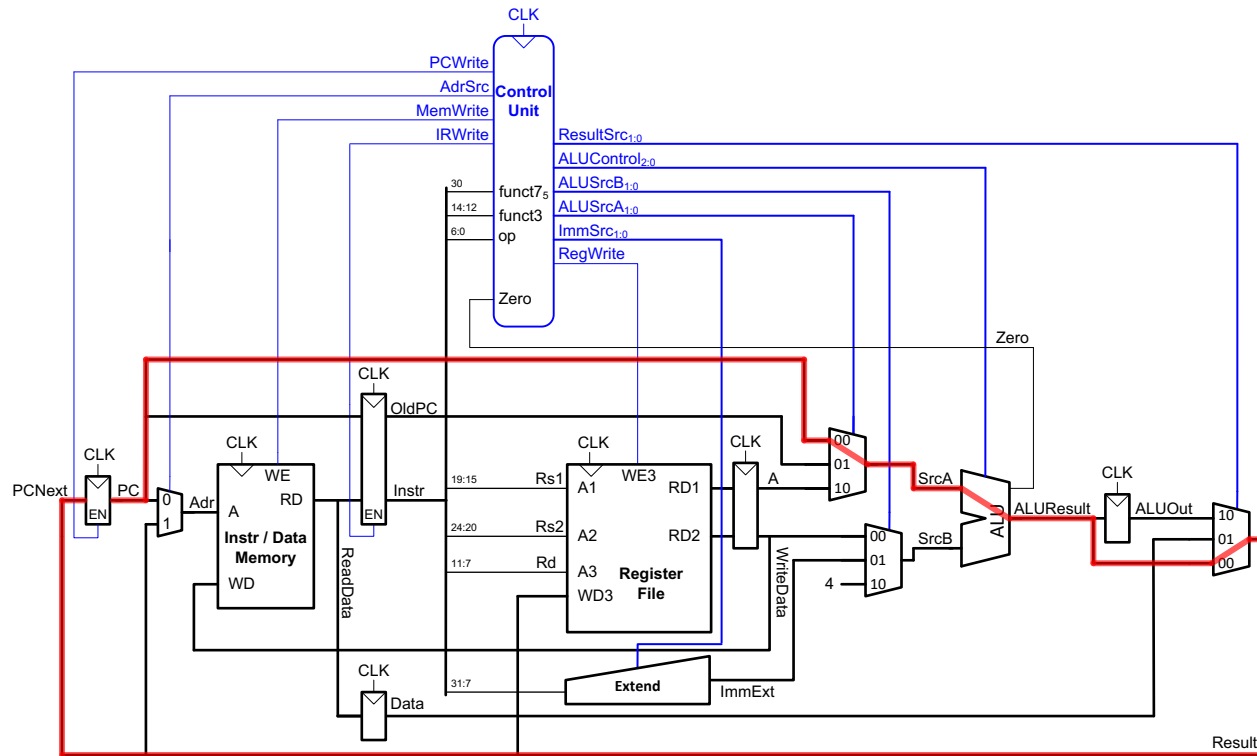 CLK
PCWrite
AdrSrc
MemWrite
IRWrite
Control
Unit
ResultSrc1:0
ALUControl2:0
ALUSrcB1:0
ALUSrcA1:0
ImmSrc1:0
RegWrite
30
funct75
14:12
funct3
6:0
op
Zero
Zero
CLK
OldPC
CLK
CLK
CLK
CLK
CLK
PCNext
PC
EN
0
1
Adr
WE
A
RD
Instr / Data
Memory
WD
EN
Instr
ReadData
19:15
Rs1
A1
WE3
RD1
A
24:20
Rs2
A2
RD2
11:7
Rd
A3
Register
File
WD3
WriteData
00
01
10
SrcA
00
01
10
4
SrcB
ALU
ALUResult
ALUOut
10
01
00
31:7
Extend
ImmExt
CLK
Data
Result